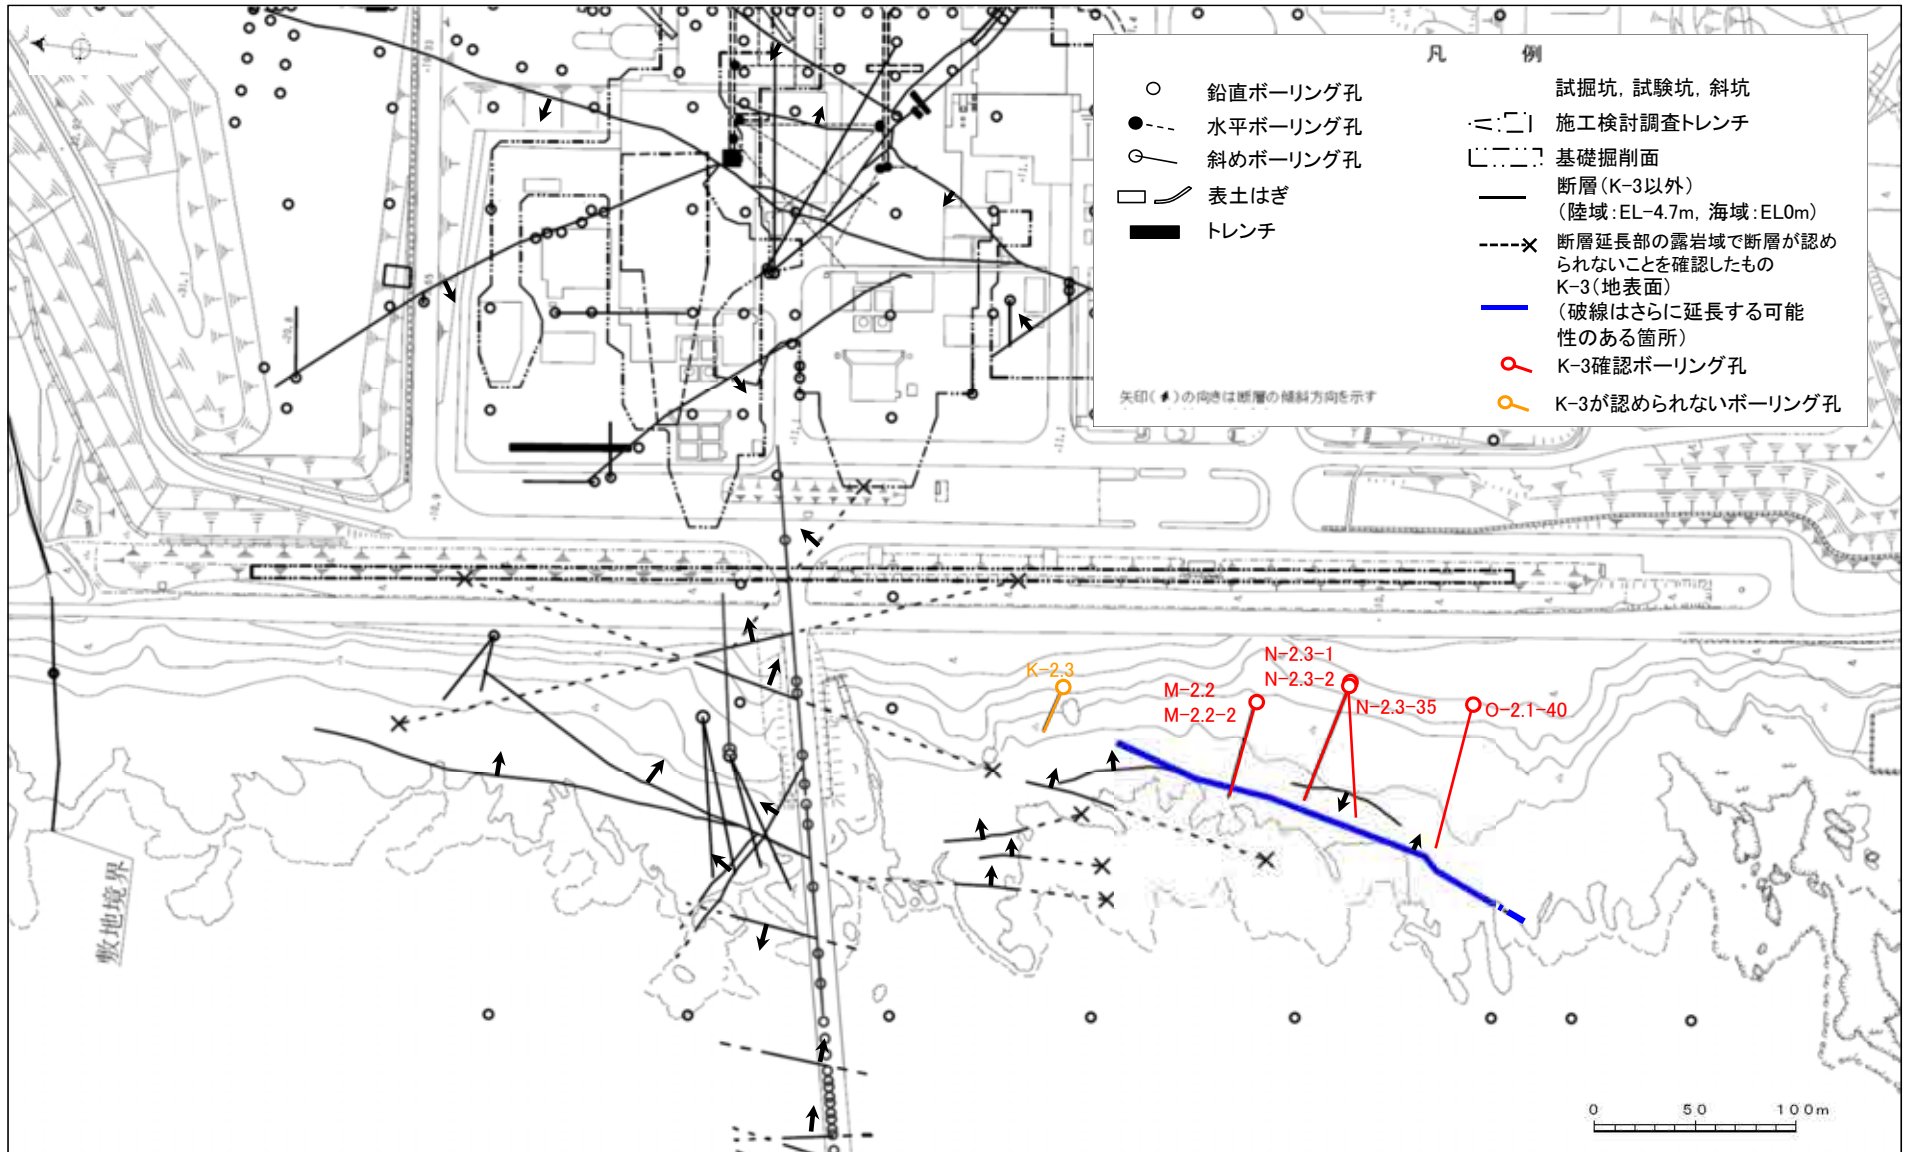 凡 例
鉛直ボーリング孔
水平ボーリング孔
斜めボーリング孔
表土はぎ
トレンチ
試掘坑, 試験坑, 斜坑
施工検討調査トレンチ
基礎掘削面
断層(K-3以外)
(陸域:EL-4.7m, 海域:EL0m)
断層延長部の露岩域で断層が認め
られないことを確認したもの
K-3(地表面)
(破線はさらに延長する可能
性のある箇所)
K-3確認ボーリング孔
K-3が認められないボーリング孔
矢印( )の向きは断層の傾斜方向を示す
K-2.3
M-2.2
M-2.2-2
N-2.3-1
N-2.3-2
N-2.3-35
O-2.1-40
敷地境界
0 50 100m